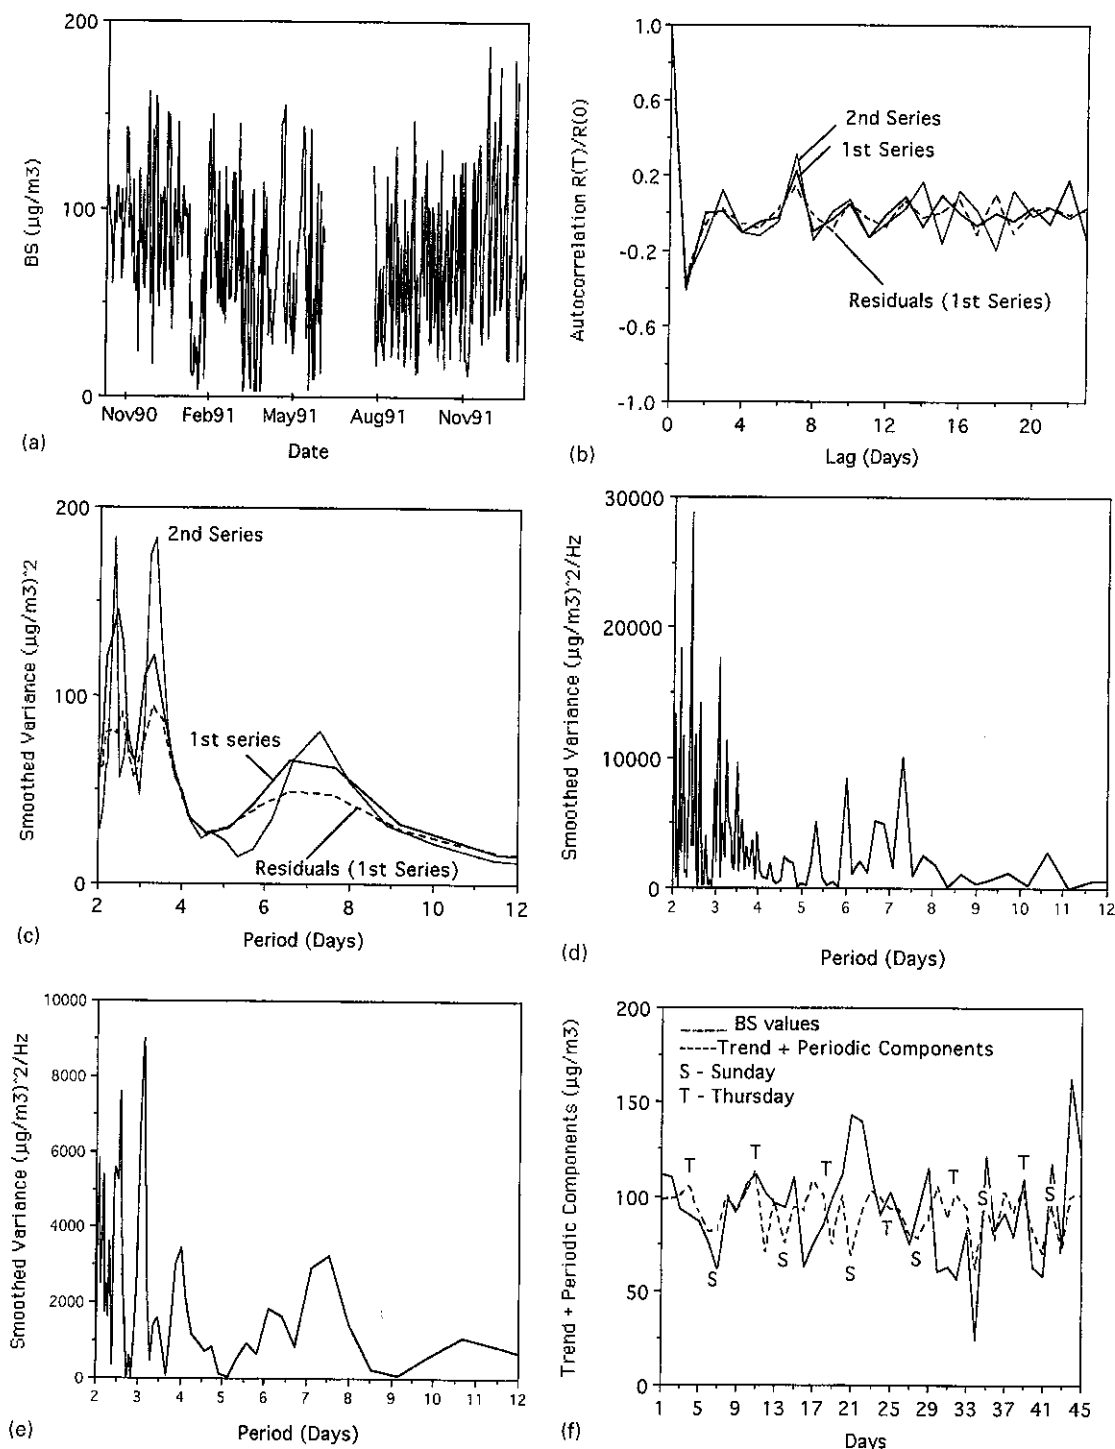 200
100
0
BS (µg/m3)
Nov90 Feb91 May91 Aug91 Nov91
Date
(a)
1.0
0.6
0.2
-0.2
-0.6
-1.0
Autocorrelation R(T)/R(0)
2nd Series
1st Series
Residuals (1st Series)
0 4 8 12 16 20
Lag (Days)
(b)
200
100
0
Smoothed Variance (µg/m3)^2
2nd Series
1st series
Residuals (1st Series)
2 4 6 8 10 12
Period (Days)
(c)
30000
20000
10000
0
Smoothed Variance (µg/m3)^2/Hz
2 3 4 5 6 7 8 9 10 11 12
Period (Days)
(d)
10000
8000
6000
4000
2000
0
Smoothed Variance (µg/m3)^2/Hz
2 3 4 5 6 7 8 9 10 11 12
Period (Days)
(e)
200
150
100
50
0
Trend + Periodic Components (µg/m3)
BS values
Trend + Periodic Components
S - Sunday
T - Thursday
T T T T T
S S
T
S S S S S
1 5 9 13 17 21 25 29 33 37 41 45
Days
(f)